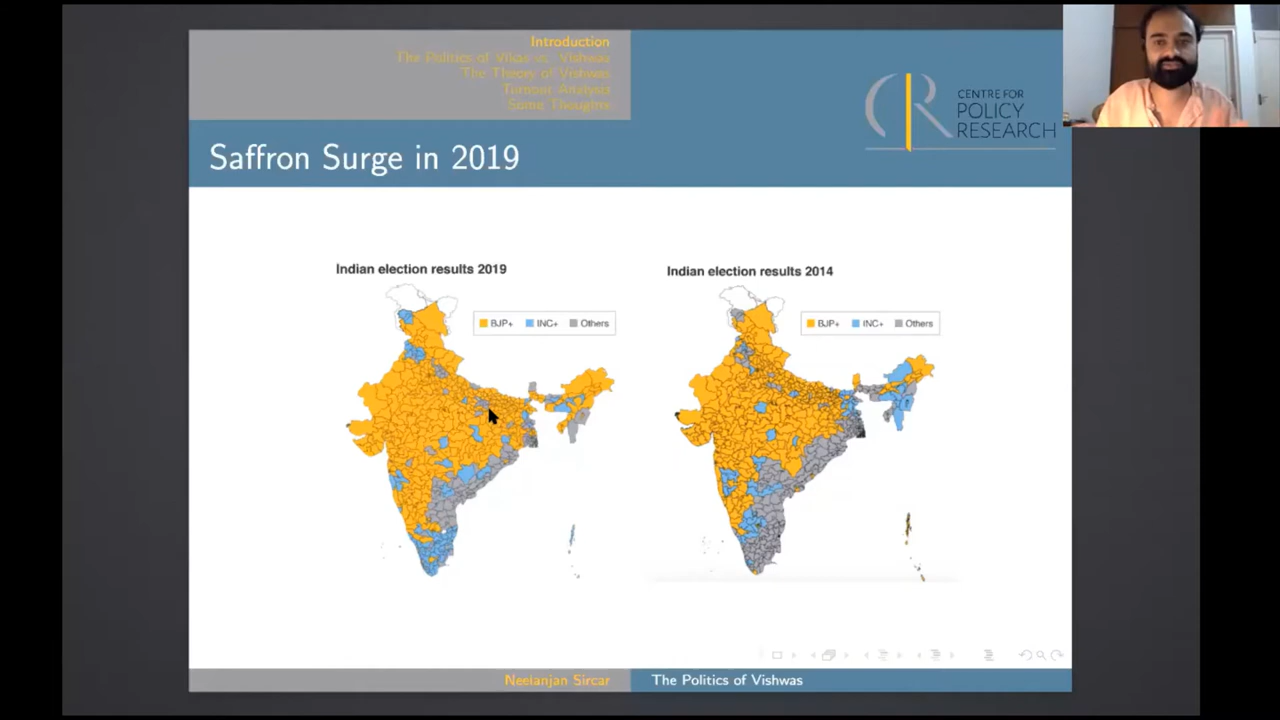 Introduction
The Politics of Vikas vs. Vishwas
The Theory of Vishwas
Turnout Analysis
Some Thoughts
CENTRE FOR
POLICY
RESEARCH
Saffron Surge in 2019
Indian election results 2019
BJP+ INC+ Others
Indian election results 2014
BJP+ INC+ Others
Neelanjan Sircar
The Politics of Vishwas